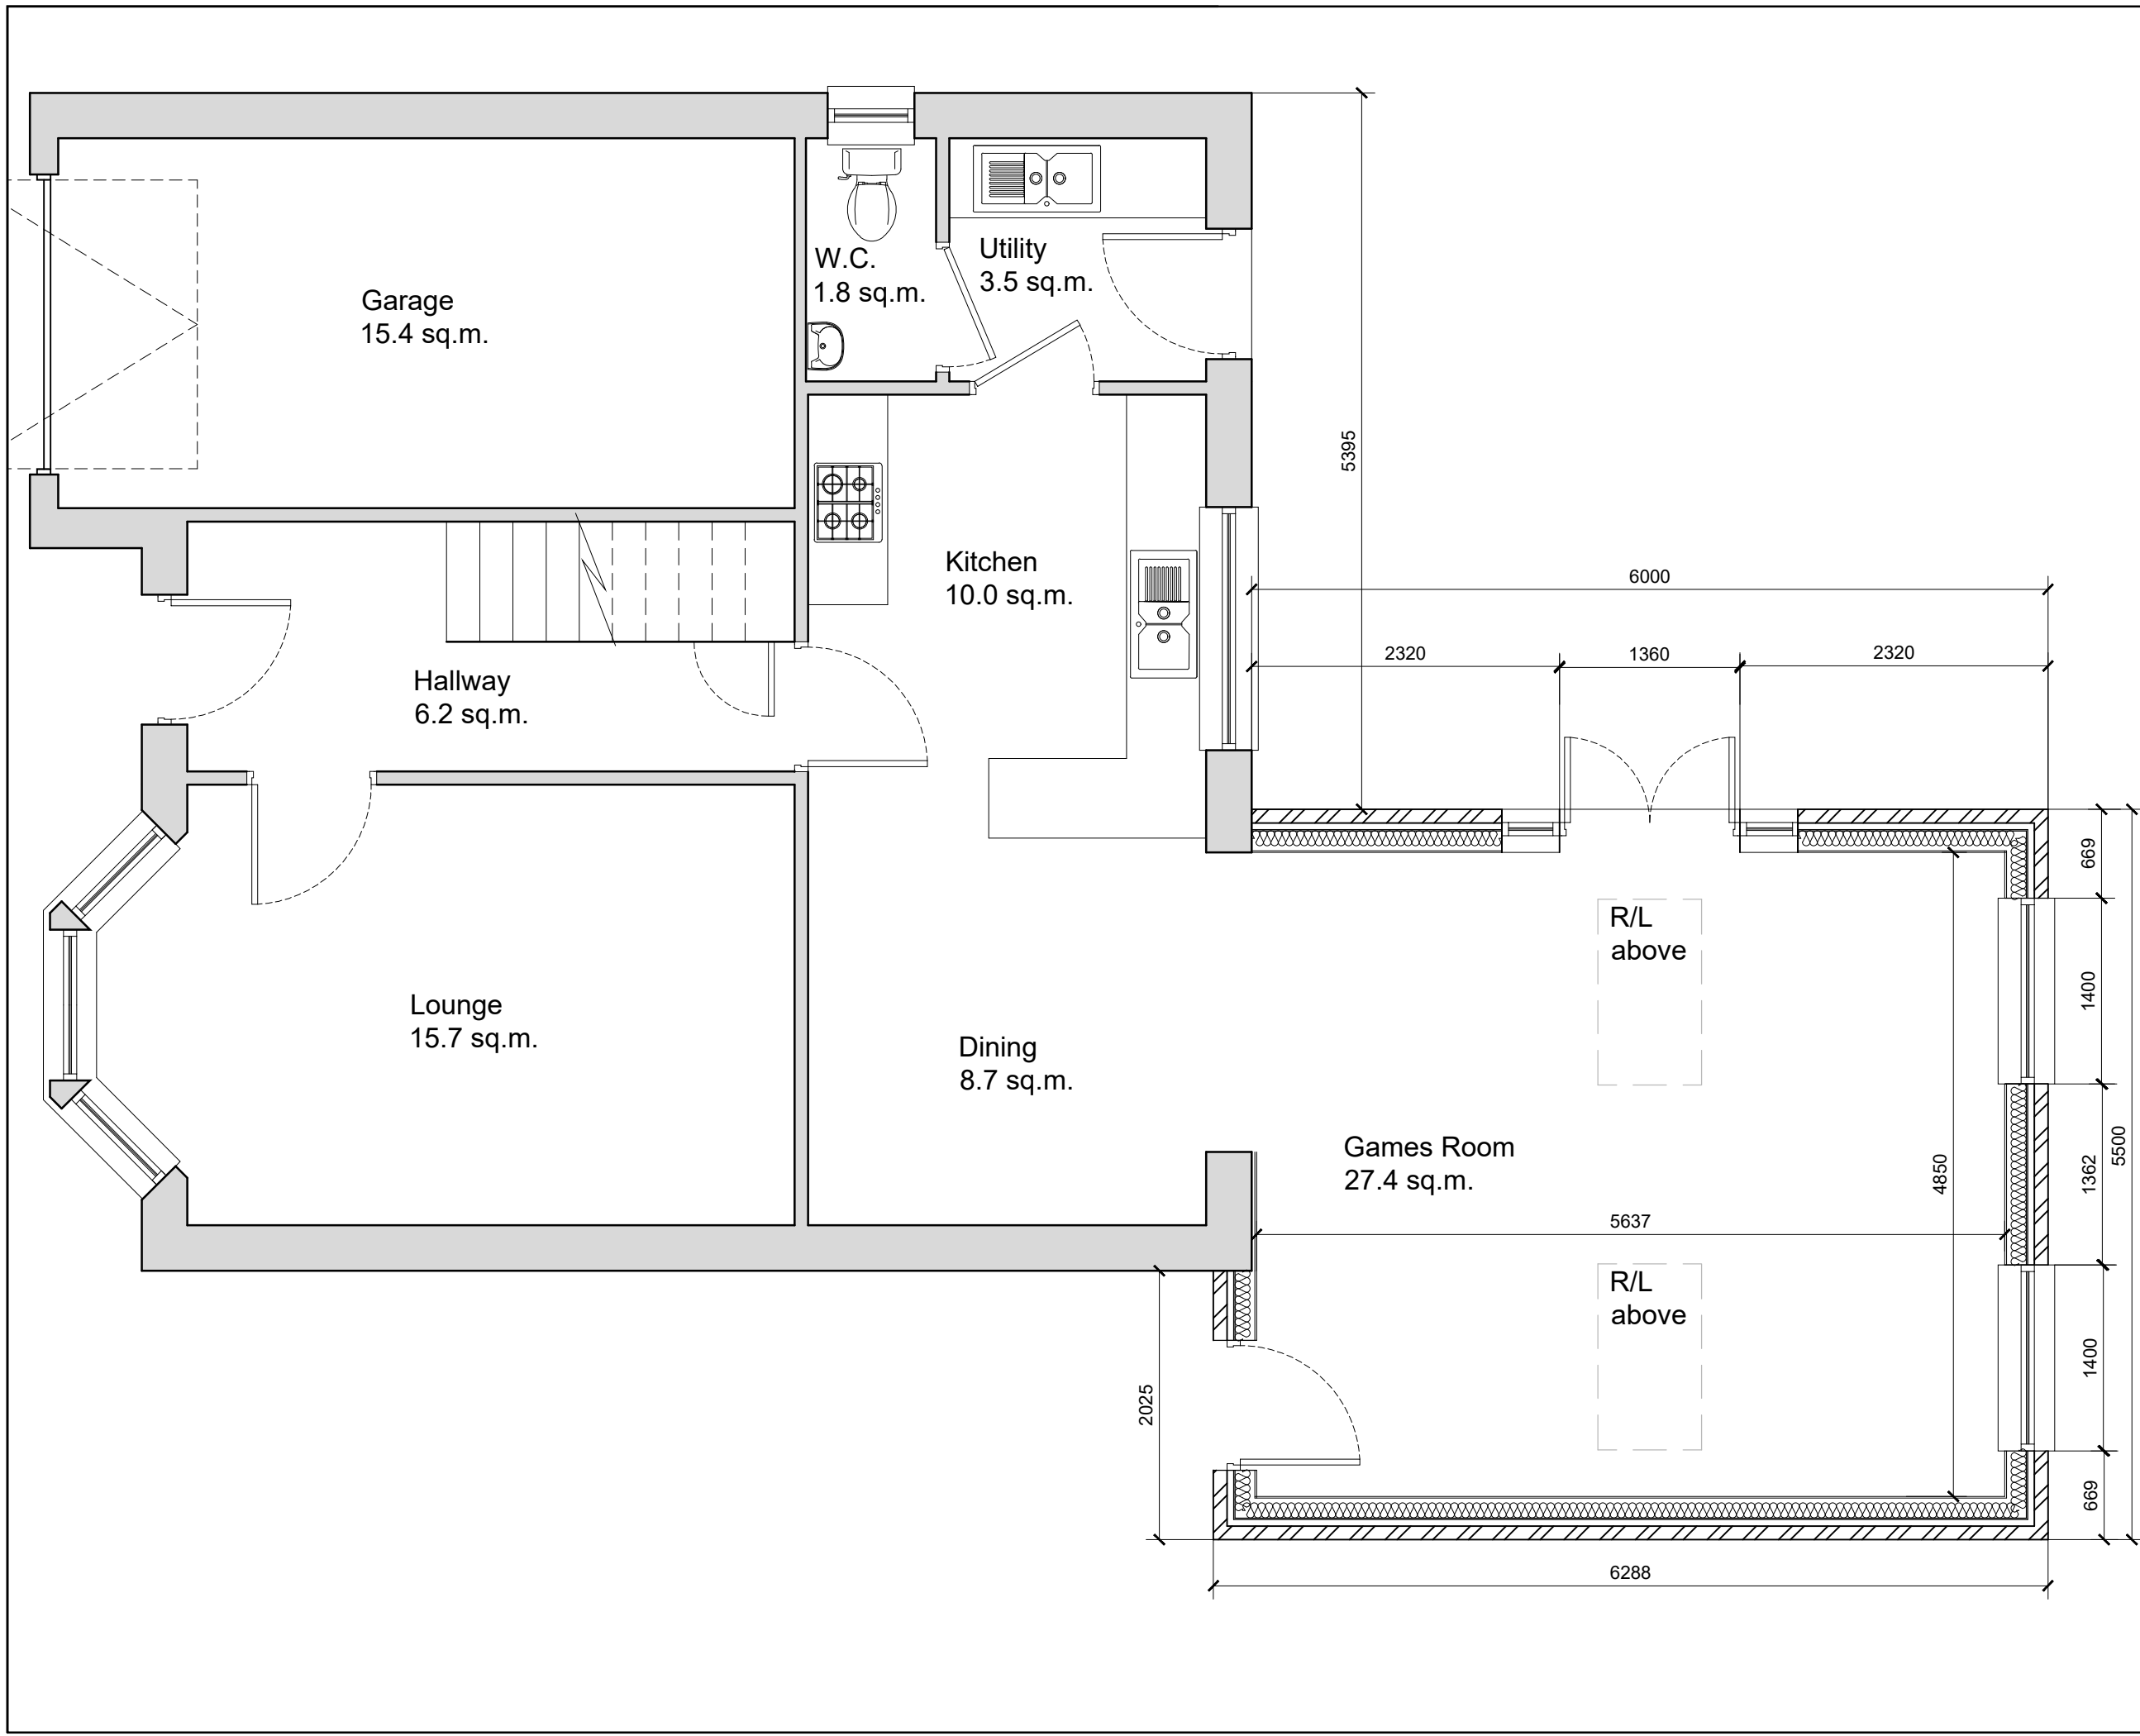 W.C.
1.8 sq.m.
Utility
3.5 sq.m.
Garage
15.4 sq.m.
5395
Kitchen
10.0 sq.m.
6000
2320
1360
2320
Hallway
6.2 sq.m.
669
R/L
above
1400
Lounge
15.7 sq.m.
Dining
8.7 sq.m.
Games Room
27.4 sq.m.
4850
1362
5500
5637
R/L
above
1400
2025
669
6288